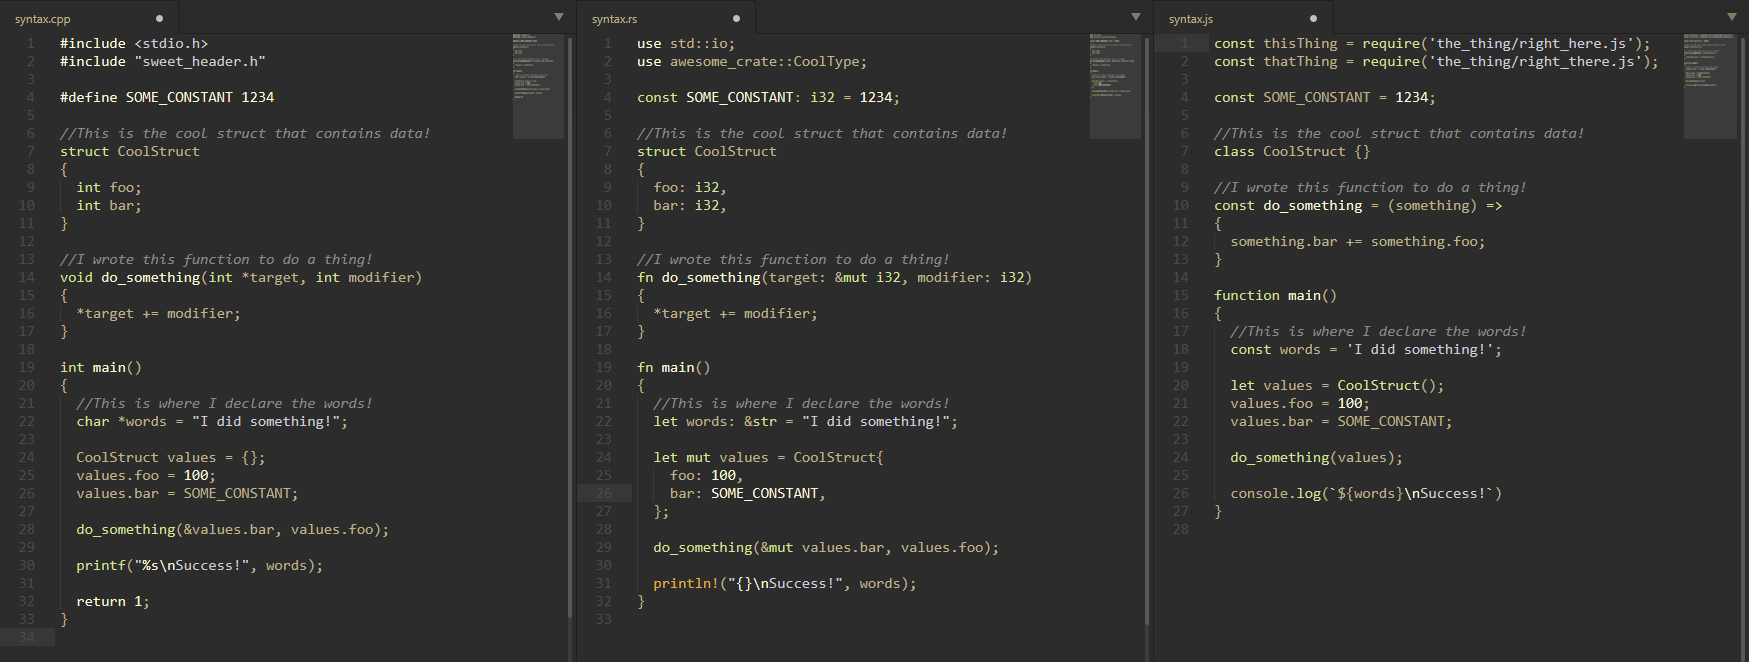 syntax.cpp
1 #include <stdio.h>
2 #include "sweet_header.h"
3
4 #define SOME_CONSTANT 1234
5
6 //This is the cool struct that contains data!
7 struct CoolStruct
8 {
9   int foo;
10   int bar;
11 }
12
13 //I wrote this function to do a thing!
14 void do_something(int *target, int modifier)
15 {
16   *target += modifier;
17 }
18
19 int main()
20 {
21   //This is where I declare the words!
22   char *words = "I did something!";
23
24   CoolStruct values = {};
25   values.foo = 100;
26   values.bar = SOME_CONSTANT;
27
28   do_something(&values.bar, values.foo);
29
30   printf("%s\nSuccess!", words);
31
32   return 1;
33 }
34
syntax.rs
1 use std::io;
2 use awesome_crate::CoolType;
3
4 const SOME_CONSTANT: i32 = 1234;
5
6 //This is the cool struct that contains data!
7 struct CoolStruct
8 {
9   foo: i32,
10   bar: i32,
11 }
12
13 //I wrote this function to do a thing!
14 fn do_something(target: &mut i32, modifier: i32)
15 {
16   *target += modifier;
17 }
18
19 fn main()
20 {
21   //This is where I declare the words!
22   let words: &str = "I did something!";
23
24   let mut values = CoolStruct{
25     foo: 100,
26     bar: SOME_CONSTANT,
27   };
28
29   do_something(&mut values.bar, values.foo);
30
31   println!("{}\nSuccess!", words);
32 }
33
syntax.js
1 const thisThing = require('the_thing/right_here.js');
2 const thatThing = require('the_thing/right_there.js');
3
4 const SOME_CONSTANT = 1234;
5
6 //This is the cool struct that contains data!
7 class CoolStruct {}
8
9 //I wrote this function to do a thing!
10 const do_something = (something) =>
11 {
12   something.bar += something.foo;
13 }
14
15 function main()
16 {
17   //This is where I declare the words!
18   const words = 'I did something!';
19
20   let values = CoolStruct();
21   values.foo = 100;
22   values.bar = SOME_CONSTANT;
23
24   do_something(values);
25
26   console.log(`${words}\nSuccess!`)
27 }
28